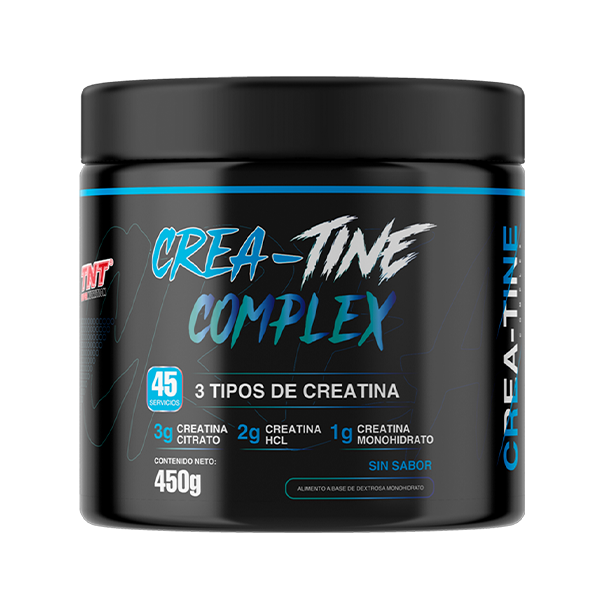 CREA-TINE
COMPLEX
TNT
45
SERVICIOS
3 TIPOS DE CREATINA
3g CREATINA CITRATO
2g CREATINA HCL
1g CREATINA MONOHIDRATO
SIN SABOR
CONTENIDO NETO:
450g
ALIMENTO A BASE DE DEXTROSA MONOHIDRATO
CREA-TINE